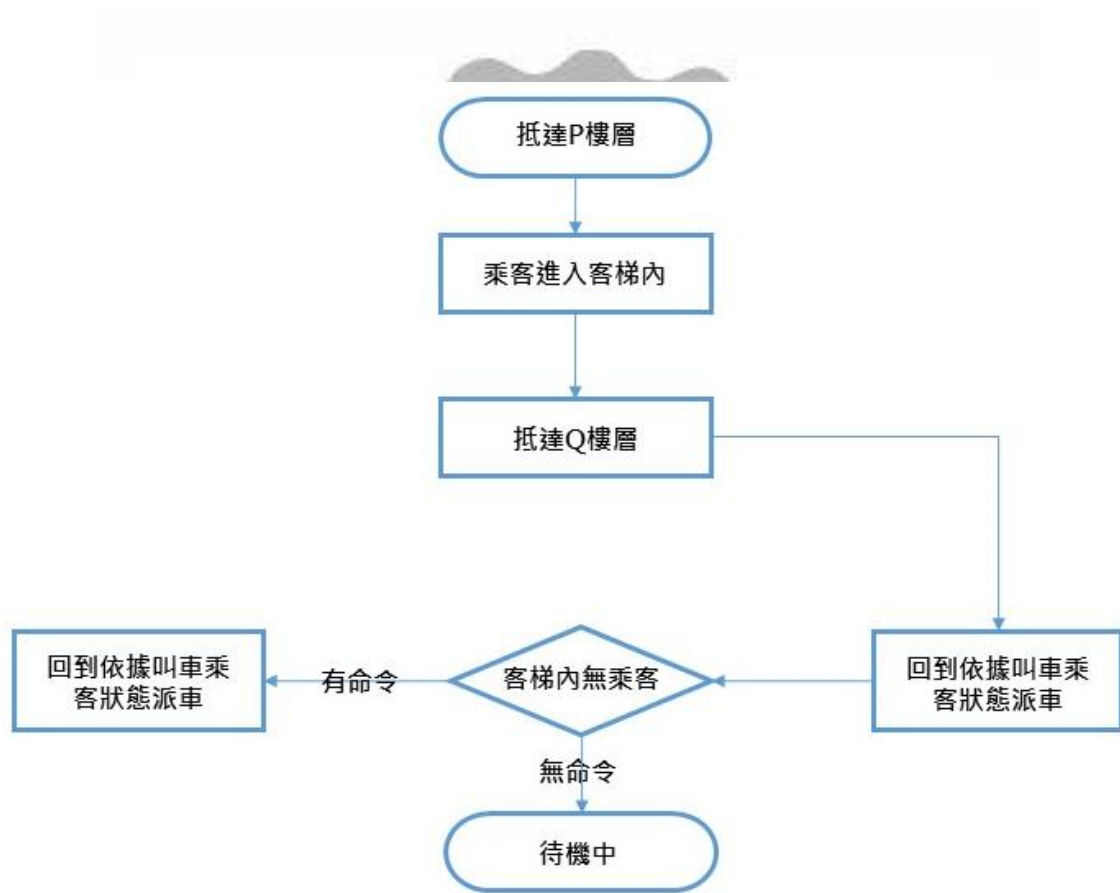 抵達P樓層
乘客進入客梯內
抵達Q樓層
回到依據叫車乘
客狀態派車
有命令
客梯內無乘客
回到依據叫車乘
客狀態派車
無命令
待機中